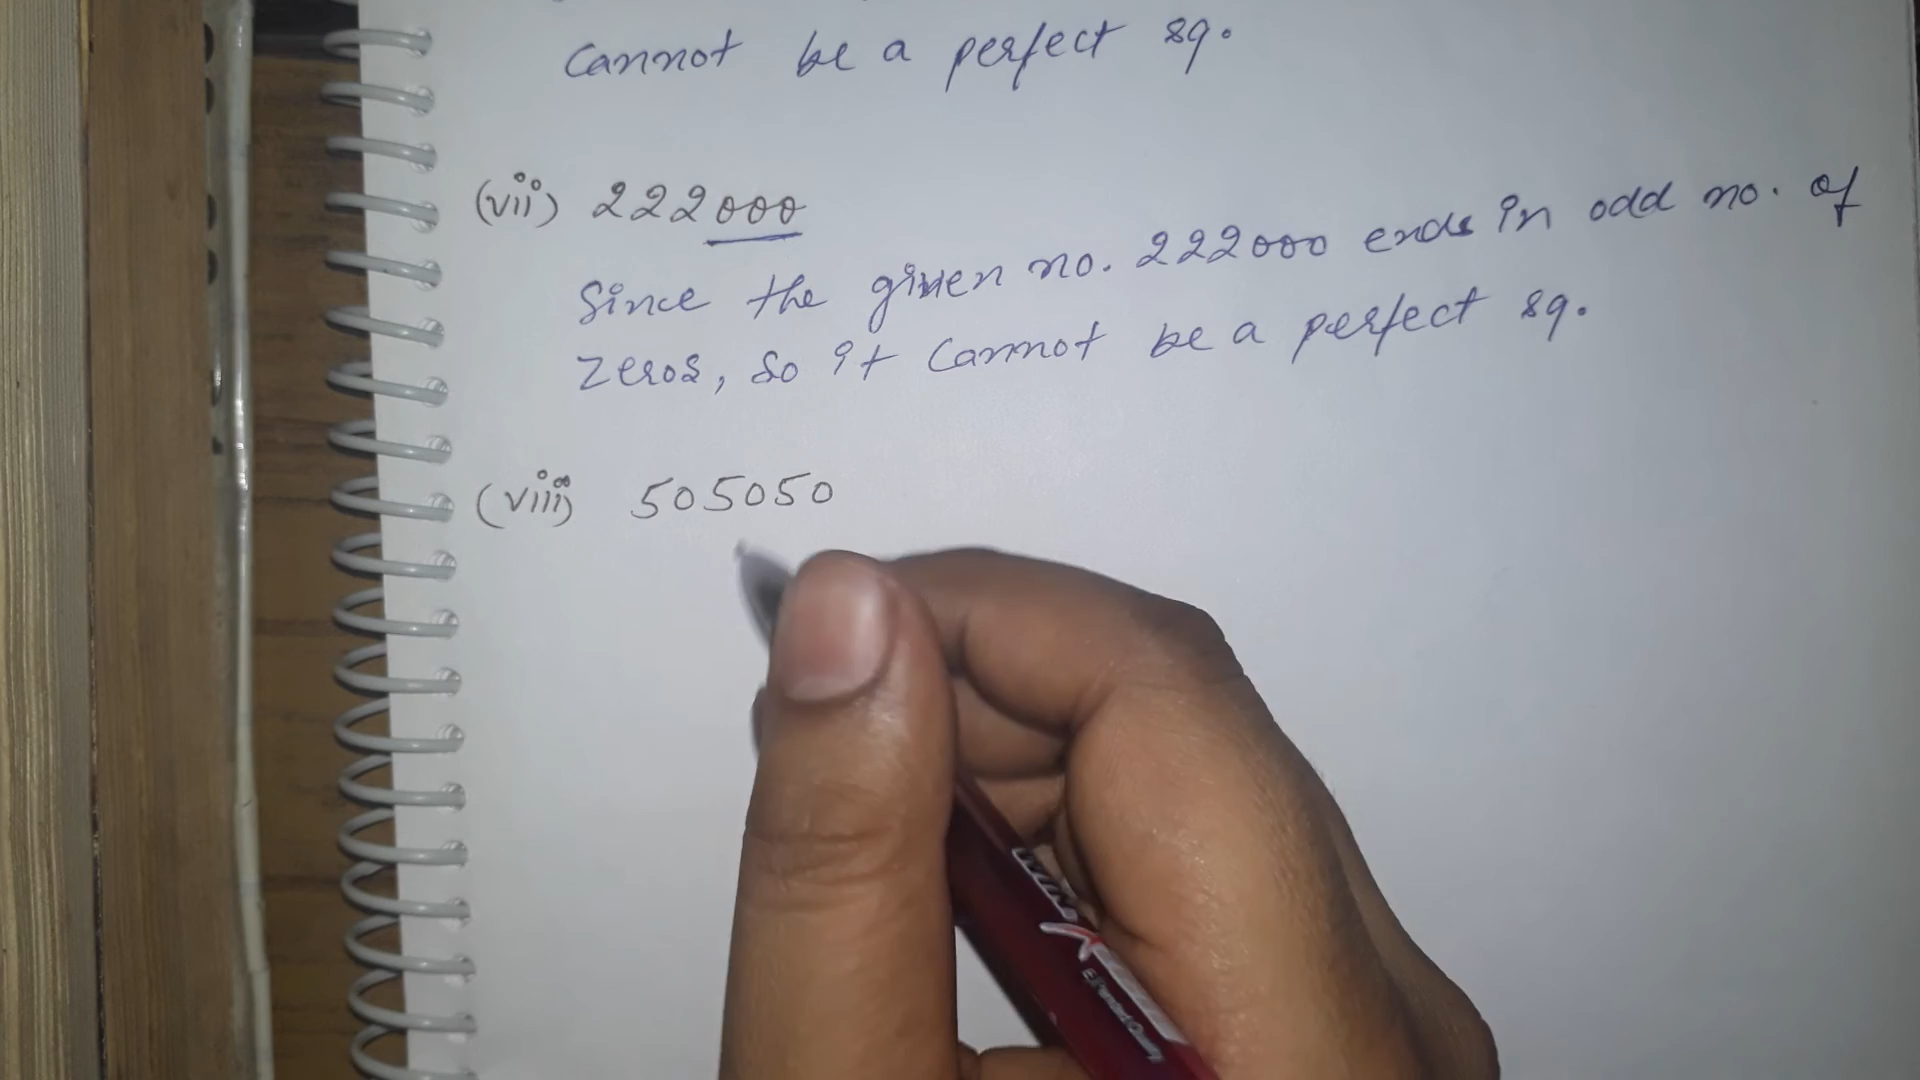 cannot be a perfect sq.
(vii) 222000
Since the given no. 222000 ends in odd no. of
zeros, so it cannot be a perfect sq.
(viii) 505050